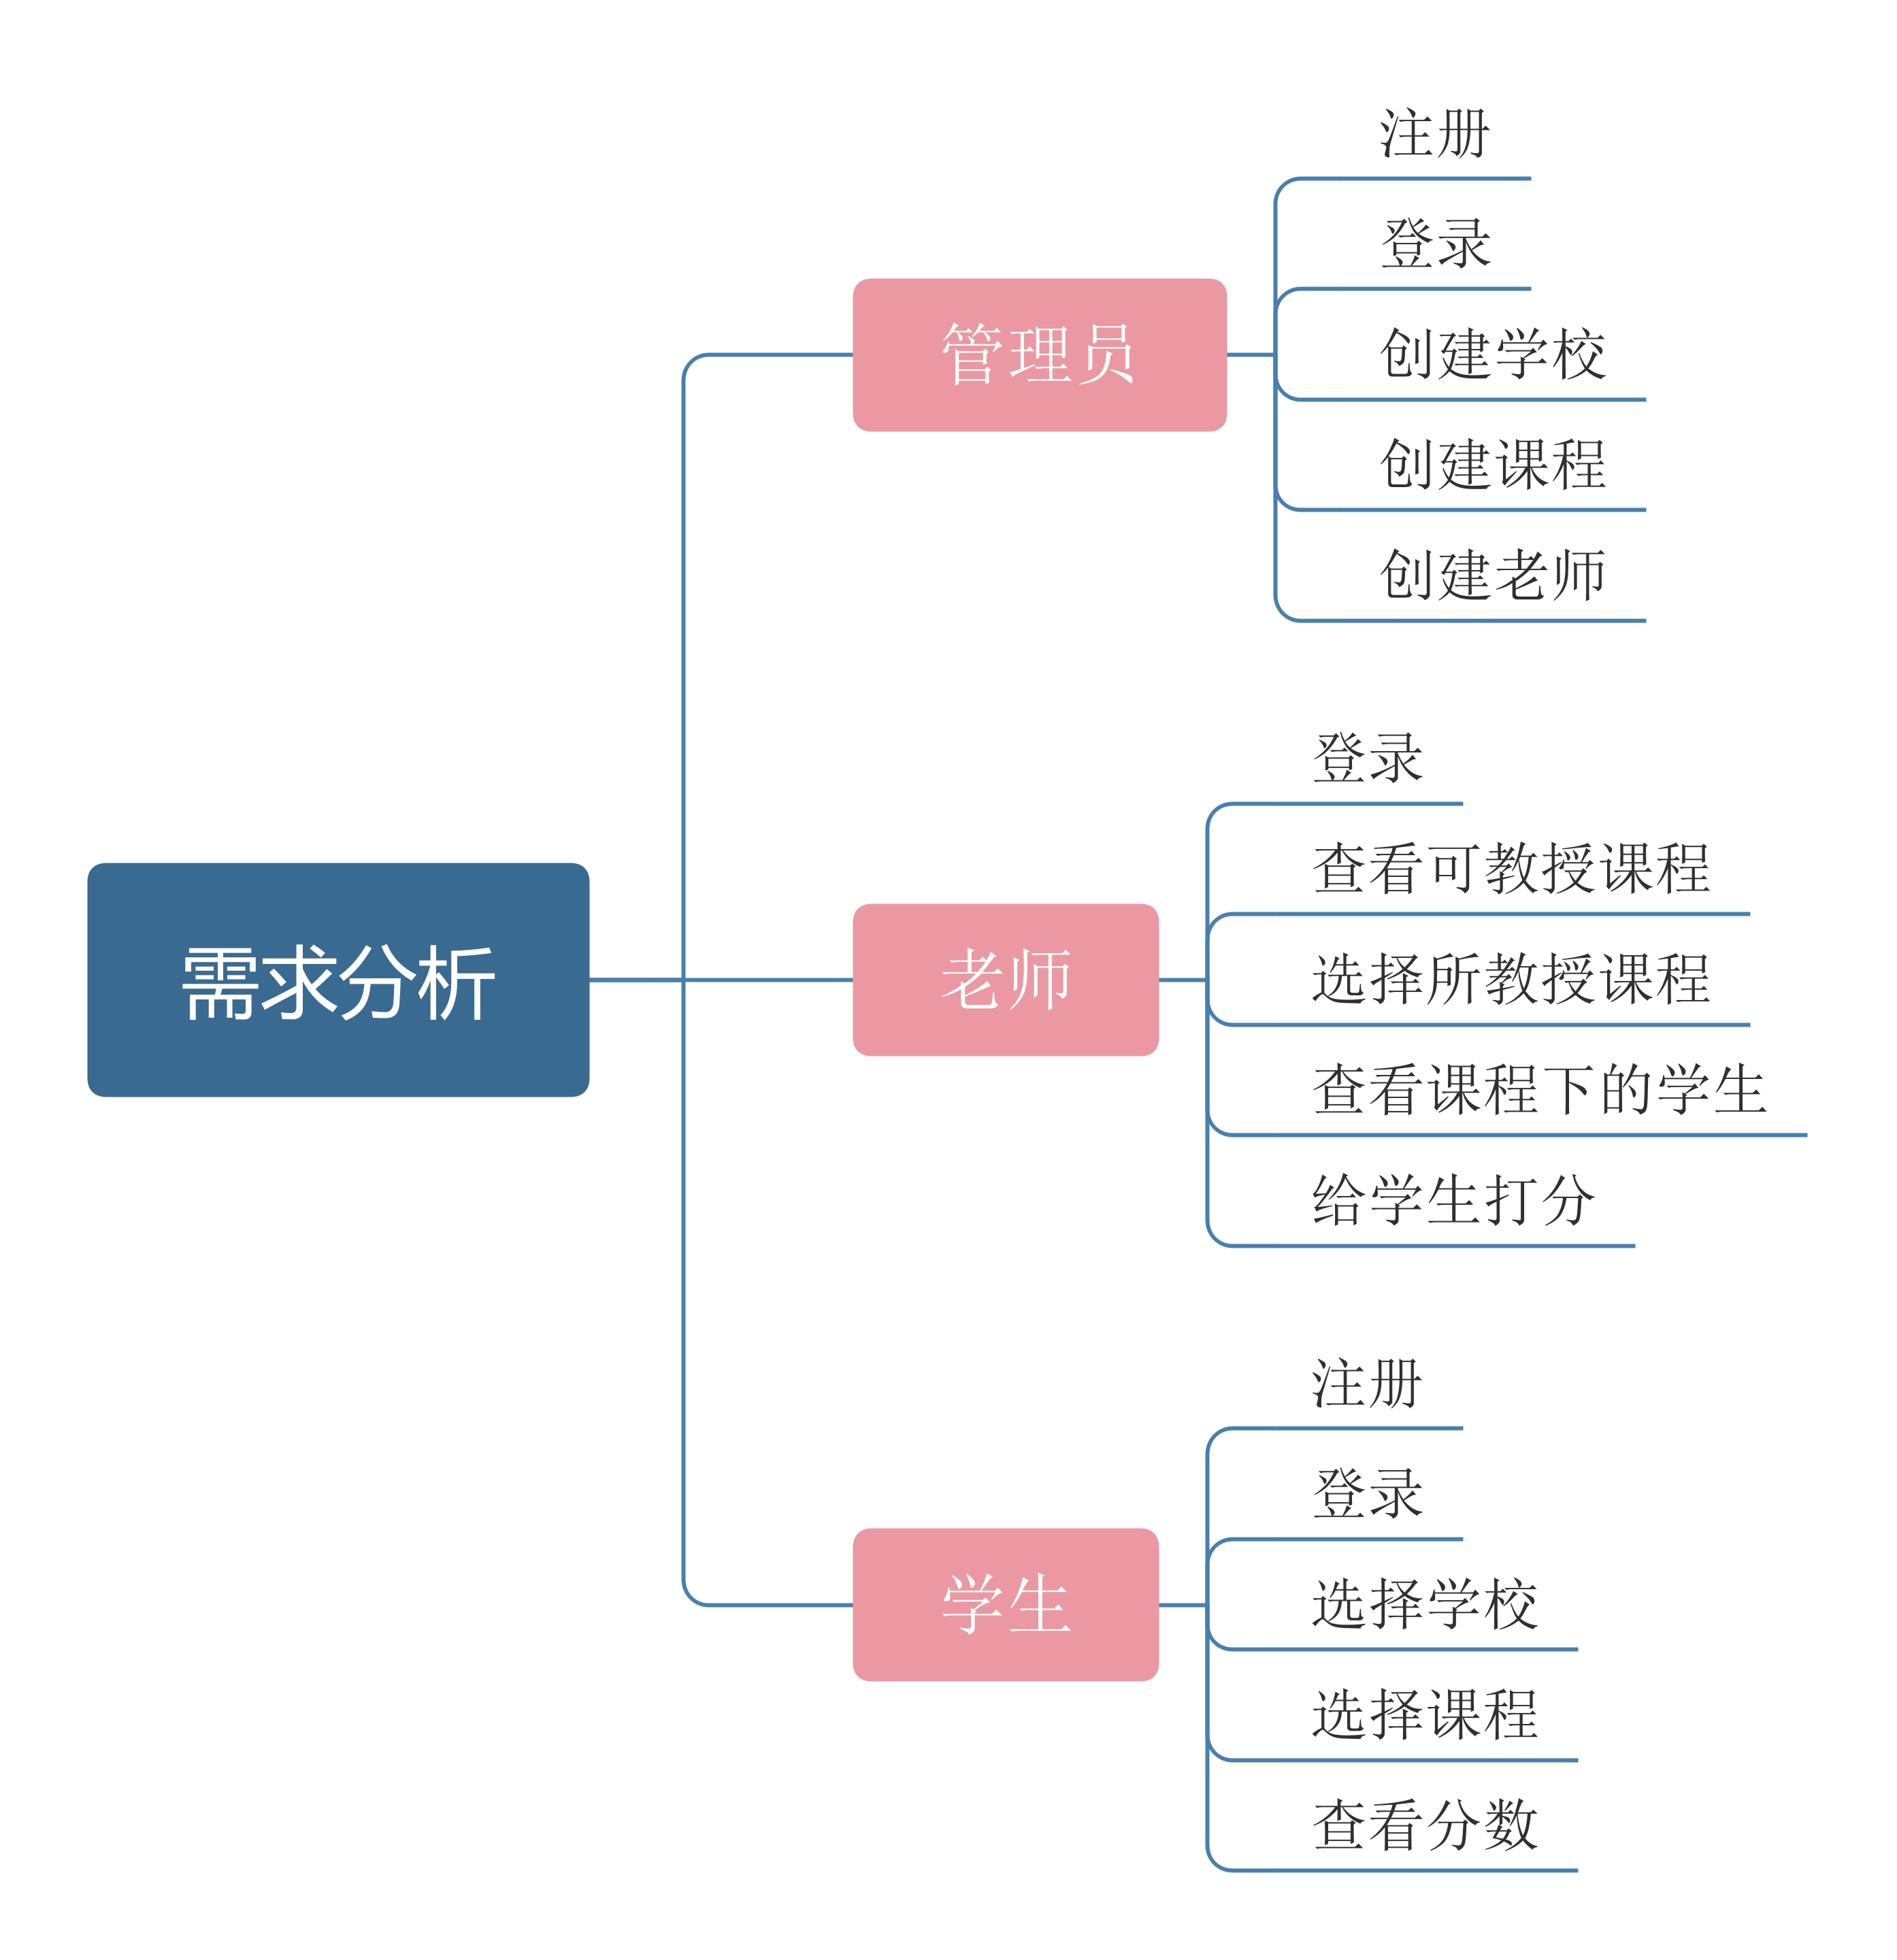 需求分析
管理员
注册
登录
创建学校
创建课程
创建老师
老师
登录
查看可教授课程
选择所授课程
查看课程下的学生
给学生打分
学生
注册
登录
选择学校
选择课程
查看分数